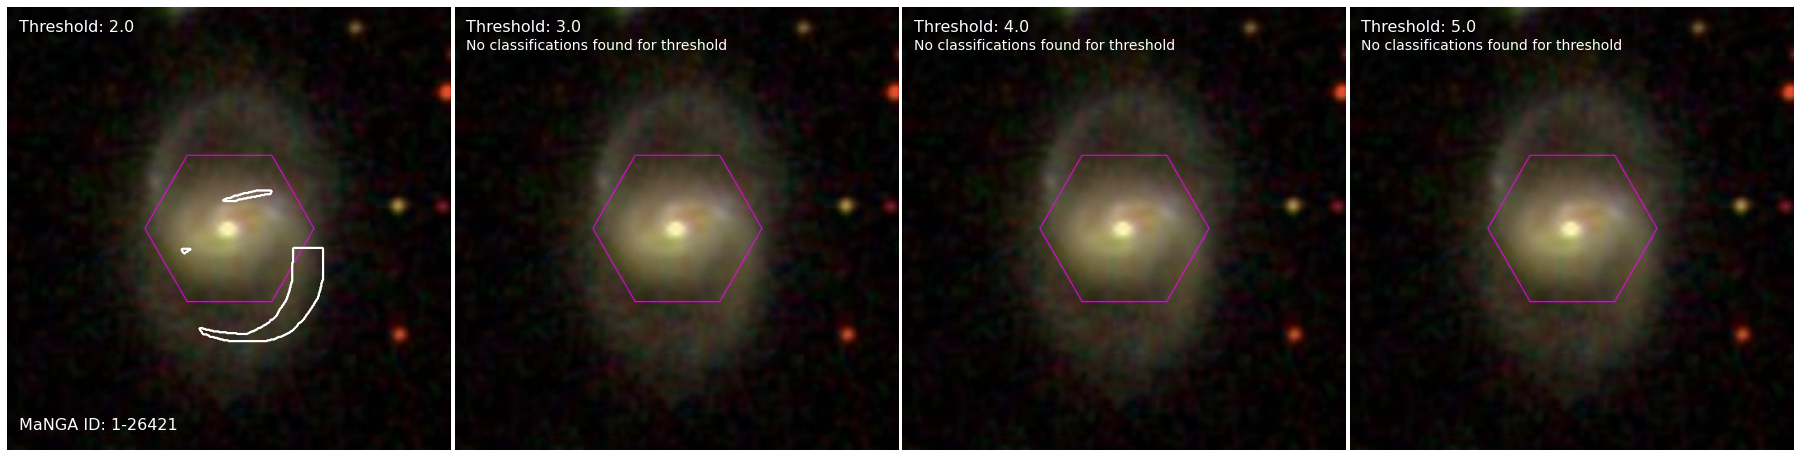 Threshold: 2.0
MaNGA ID: 1-26421
Threshold: 3.0
No classifications found for threshold
Threshold: 4.0
No classifications found for threshold
Threshold: 5.0
No classifications found for threshold